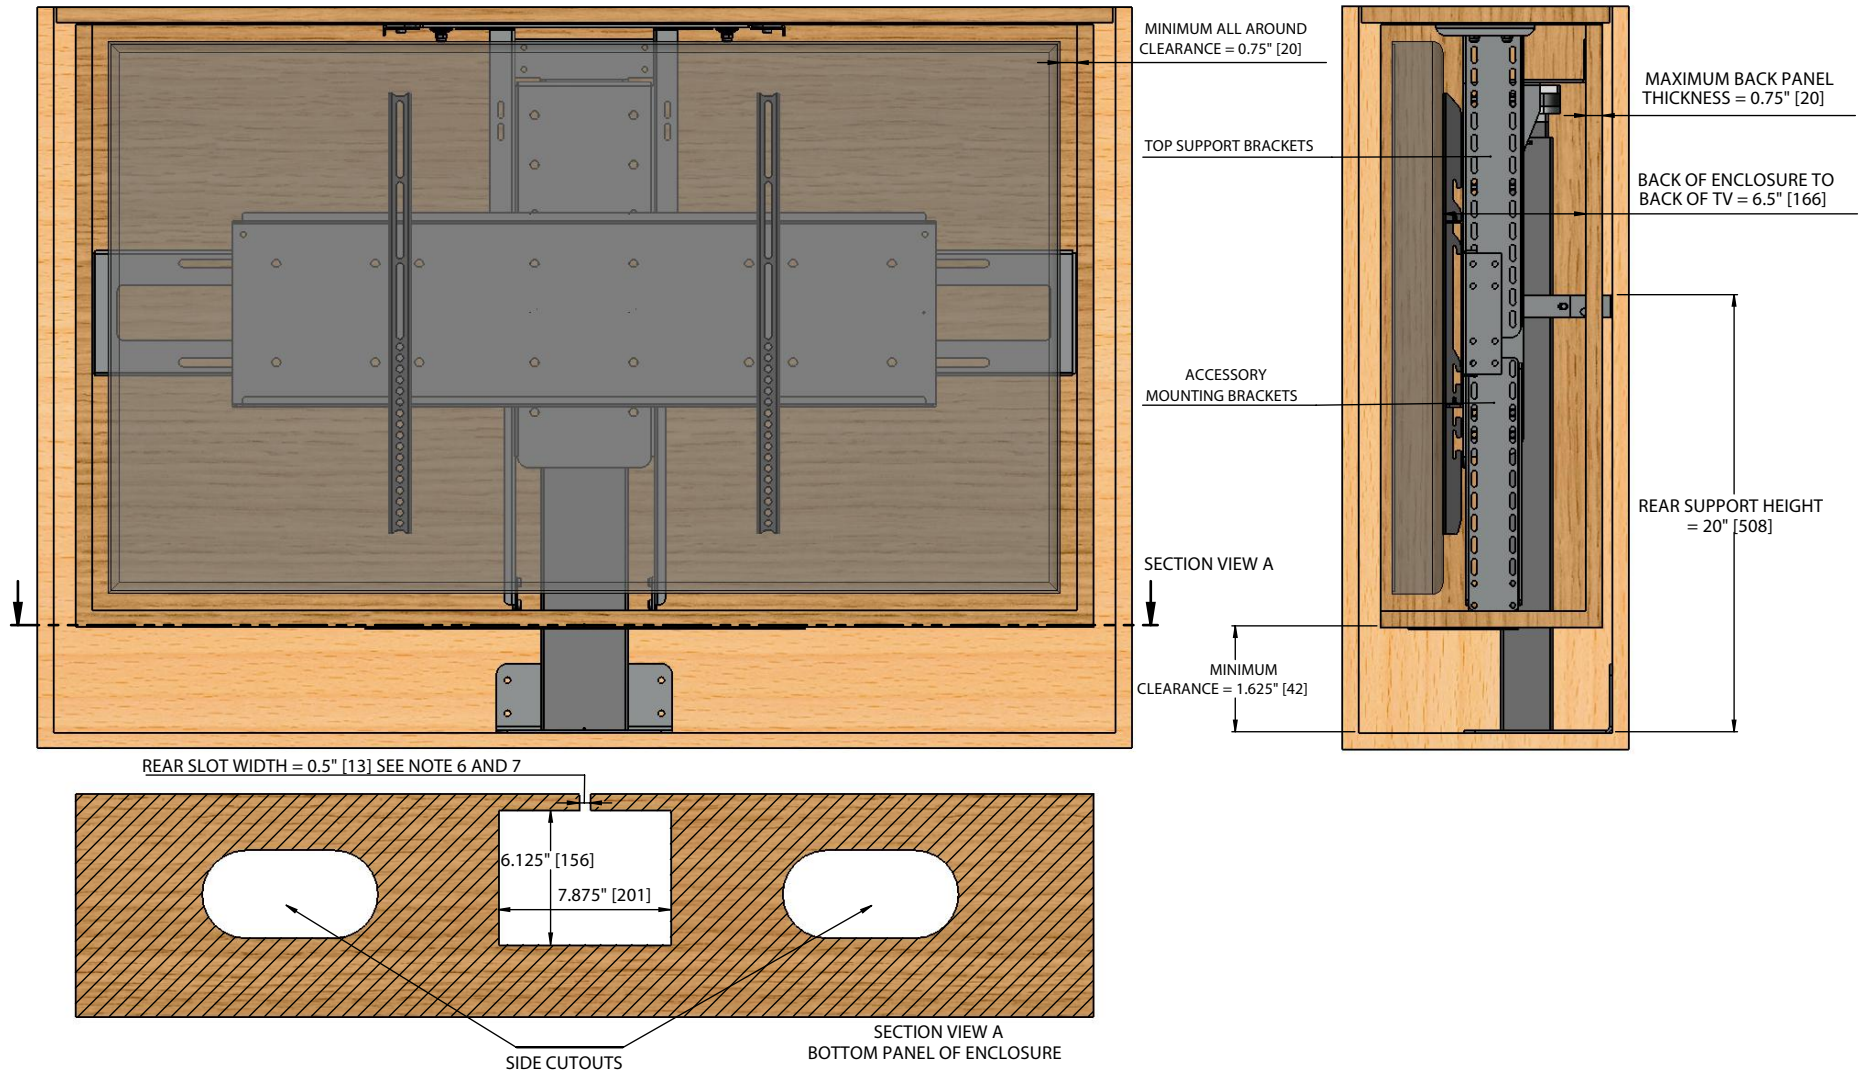 MINIMUM ALL AROUND
CLEARANCE = 0.75" [20]
MAXIMUM BACK PANEL
THICKNESS = 0.75" [20]
TOP SUPPORT BRACKETS
BACK OF ENCLOSURE TO
BACK OF TV = 6.5" [166]
ACCESSORY
MOUNTING BRACKETS
REAR SUPPORT HEIGHT
= 20" [508]
SECTION VIEW A
MINIMUM
CLEARANCE = 1.625" [42]
REAR SLOT WIDTH = 0.5" [13] SEE NOTE 6 AND 7
6.125" [156]
7.875" [201]
SIDE CUTOUTS
SECTION VIEW A
BOTTOM PANEL OF ENCLOSURE